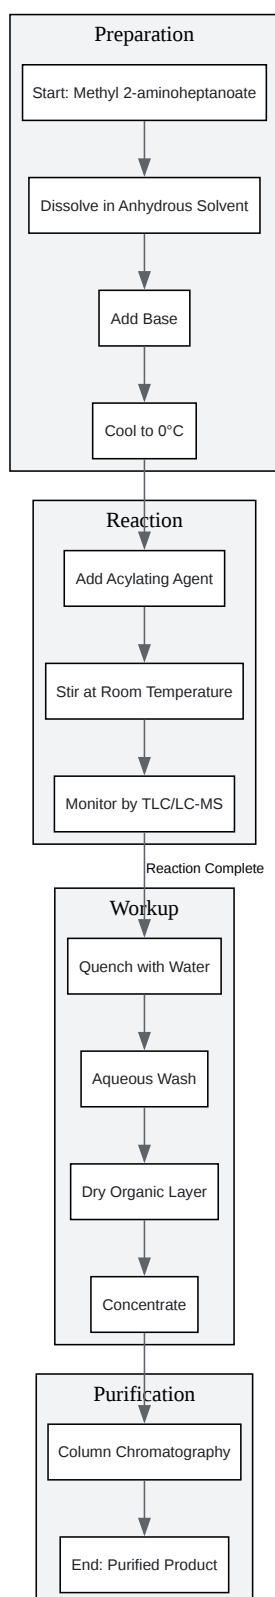 Preparation
Start: Methyl 2-aminoheptanoate
Dissolve in Anhydrous Solvent
Add Base
Cool to 0°C
Reaction
Add Acylating Agent
Stir at Room Temperature
Monitor by TLC/LC-MS
Reaction Complete
Workup
Quench with Water
Aqueous Wash
Dry Organic Layer
Concentrate
Purification
Column Chromatography
End: Purified Product